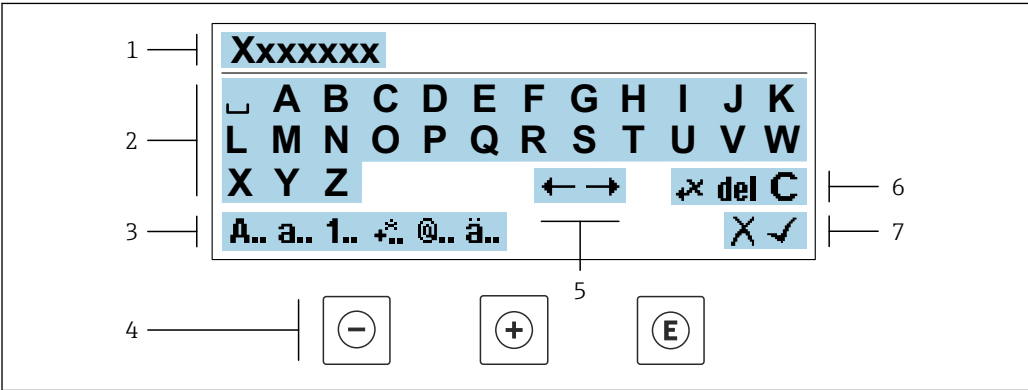 1 Xxxxxxx
␣ A B C D E F G H I J K
2 L M N O P Q R S T U V W
X Y Z ← → +× del C 6
3 A.. a.. 1.. +×.. @.. ä.. X ✓ 7
5
4 − + E